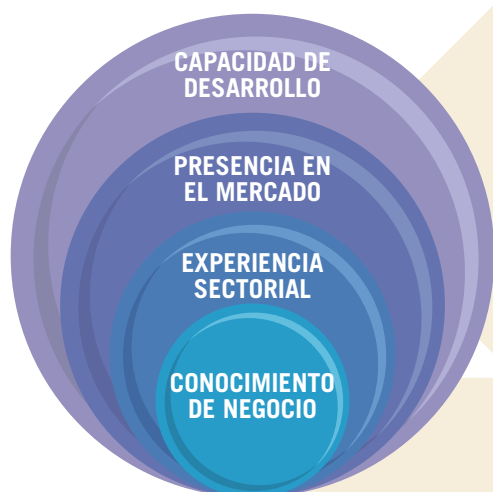 CAPACIDAD DE
DESARROLLO
PRESENCIA EN
EL MERCADO
EXPERIENCIA
SECTORIAL
CONOCIMIENTO
DE NEGOCIO